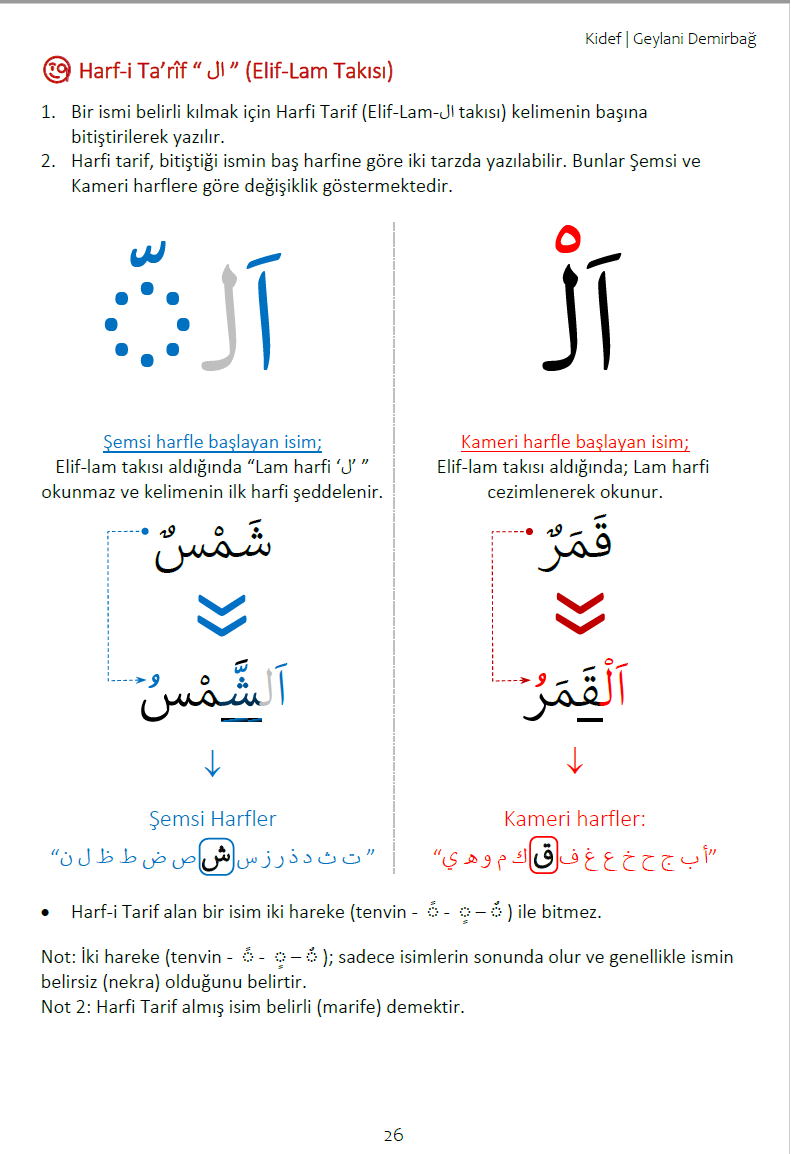 Kidef | Geylani Demirbağ
Harf-i Ta’rîf “ ال ” (Elif-Lam Takısı)
1. Bir ismi belirli kılmak için Harfi Tarif (Elif-Lam-ال takısı) kelimenin başına
bitiştirilerek yazılır.
2. Harfi tarif, bitiştiği ismin baş harfine göre iki tarzda yazılabilir. Bunlar Şemsi ve
Kameri harflere göre değişiklik göstermektedir.
اَل◌ّ
اَلْ
Şemsi harfle başlayan isim;
Elif-lam takısı aldığında “Lam harfi ‘ل’ ”
okunmaz ve kelimenin ilk harfi şeddelenir.
شَمْسٌ
اَلشَّمْسُ
↓
Şemsi Harfler
“ ت ث د ذ ر ز س ش ص ض ط ظ ل ن ”
Kameri harfle başlayan isim;
Elif-lam takısı aldığında; Lam harfi
cezimlenerek okunur.
قَمَرٌ
اَلْقَمَرُ
↓
Kameri harfler:
“أ ب ج ح خ ع غ ف ق ك م و ه ي”
• Harf-i Tarif alan bir isim iki hareke (tenvin - ◌ً - ◌ٍ – ◌ٌ ) ile bitmez.
Not: İki hareke (tenvin - ◌ً - ◌ٍ – ◌ٌ ); sadece isimlerin sonunda olur ve genellikle ismin
belirsiz (nekra) olduğunu belirtir.
Not 2: Harfi Tarif almış isim belirli (marife) demektir.
26